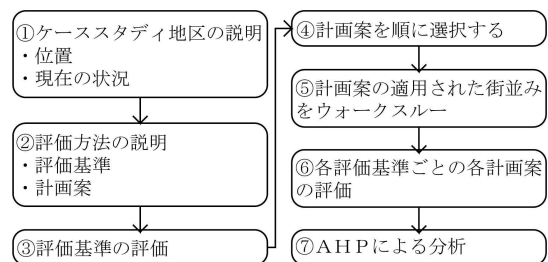 ①ケーススタディ地区の説明
・位置
・現在の状況
②評価方法の説明
・評価基準
・計画案
③評価基準の評価
④計画案を順に選択する
⑤計画案の適用された街並み
をウォークスルー
⑥各評価基準ごとの各計画案
の評価
⑦ＡＨＰによる分析